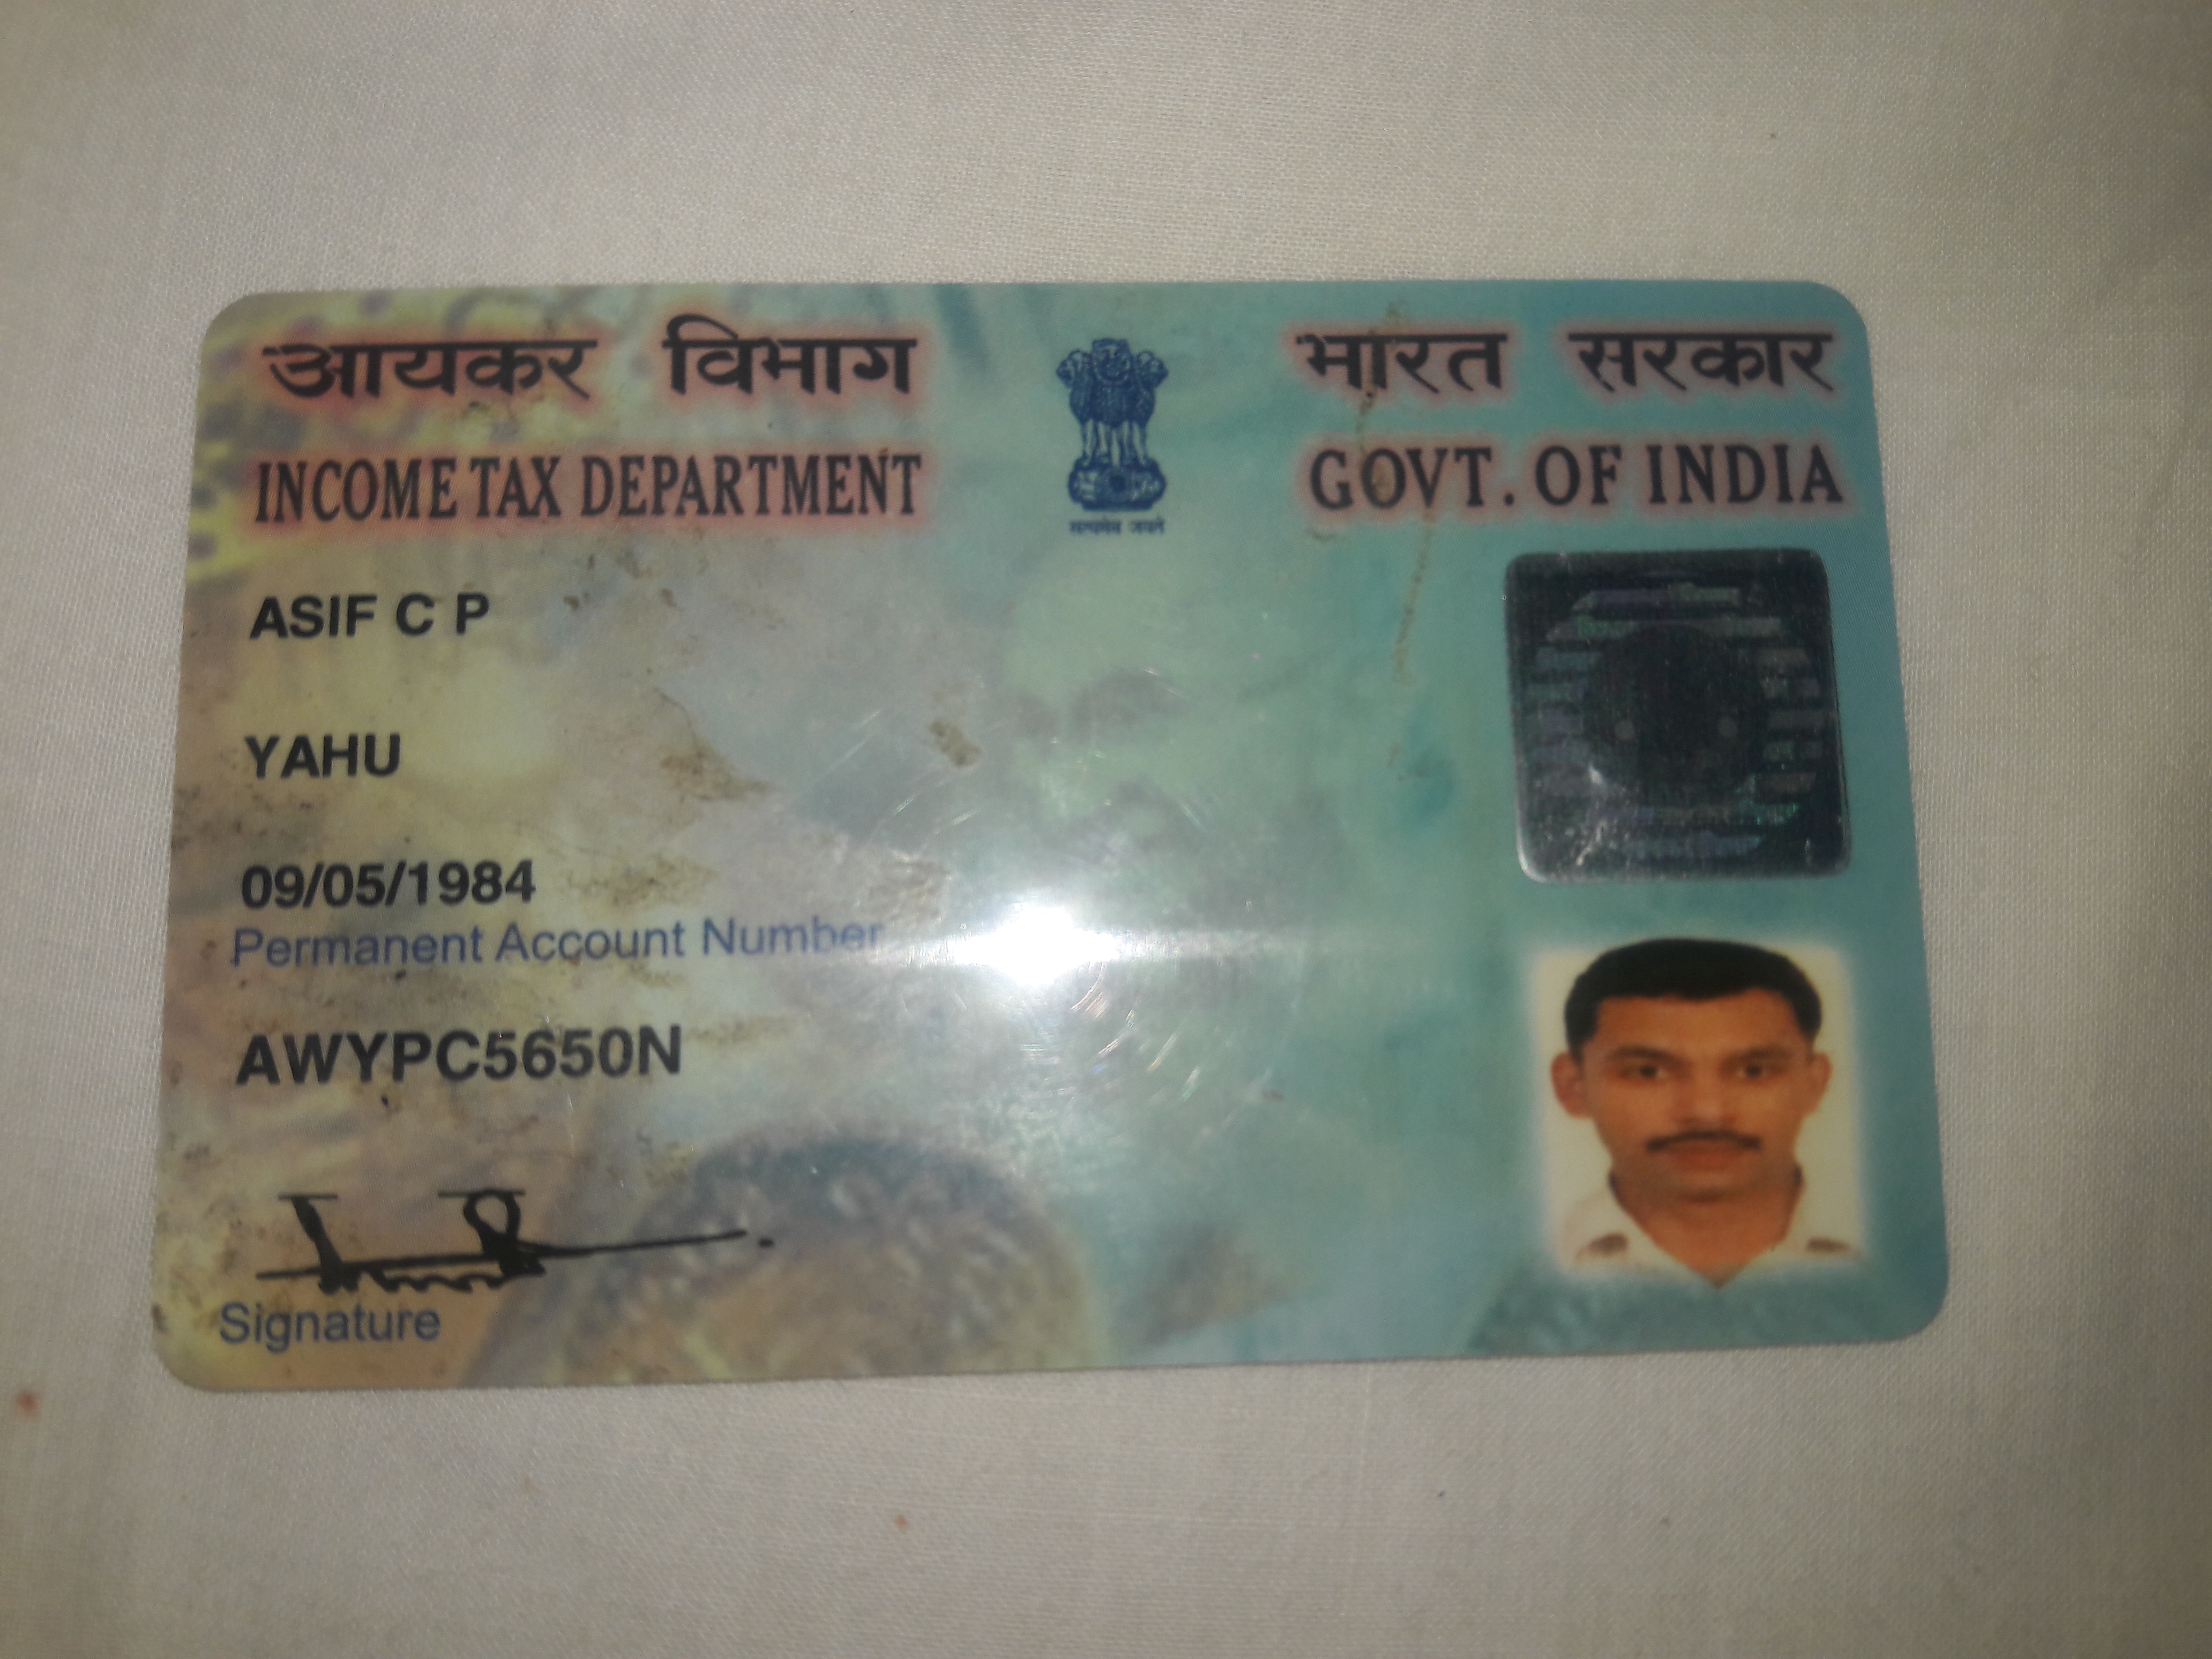 आयकर विभाग
INCOME TAX DEPARTMENT
सत्यमेव जयते
भारत सरकार
GOVT. OF INDIA
ASIF C P
YAHU
09/05/1984
Permanent Account Number
AWYPC5650N
Signature